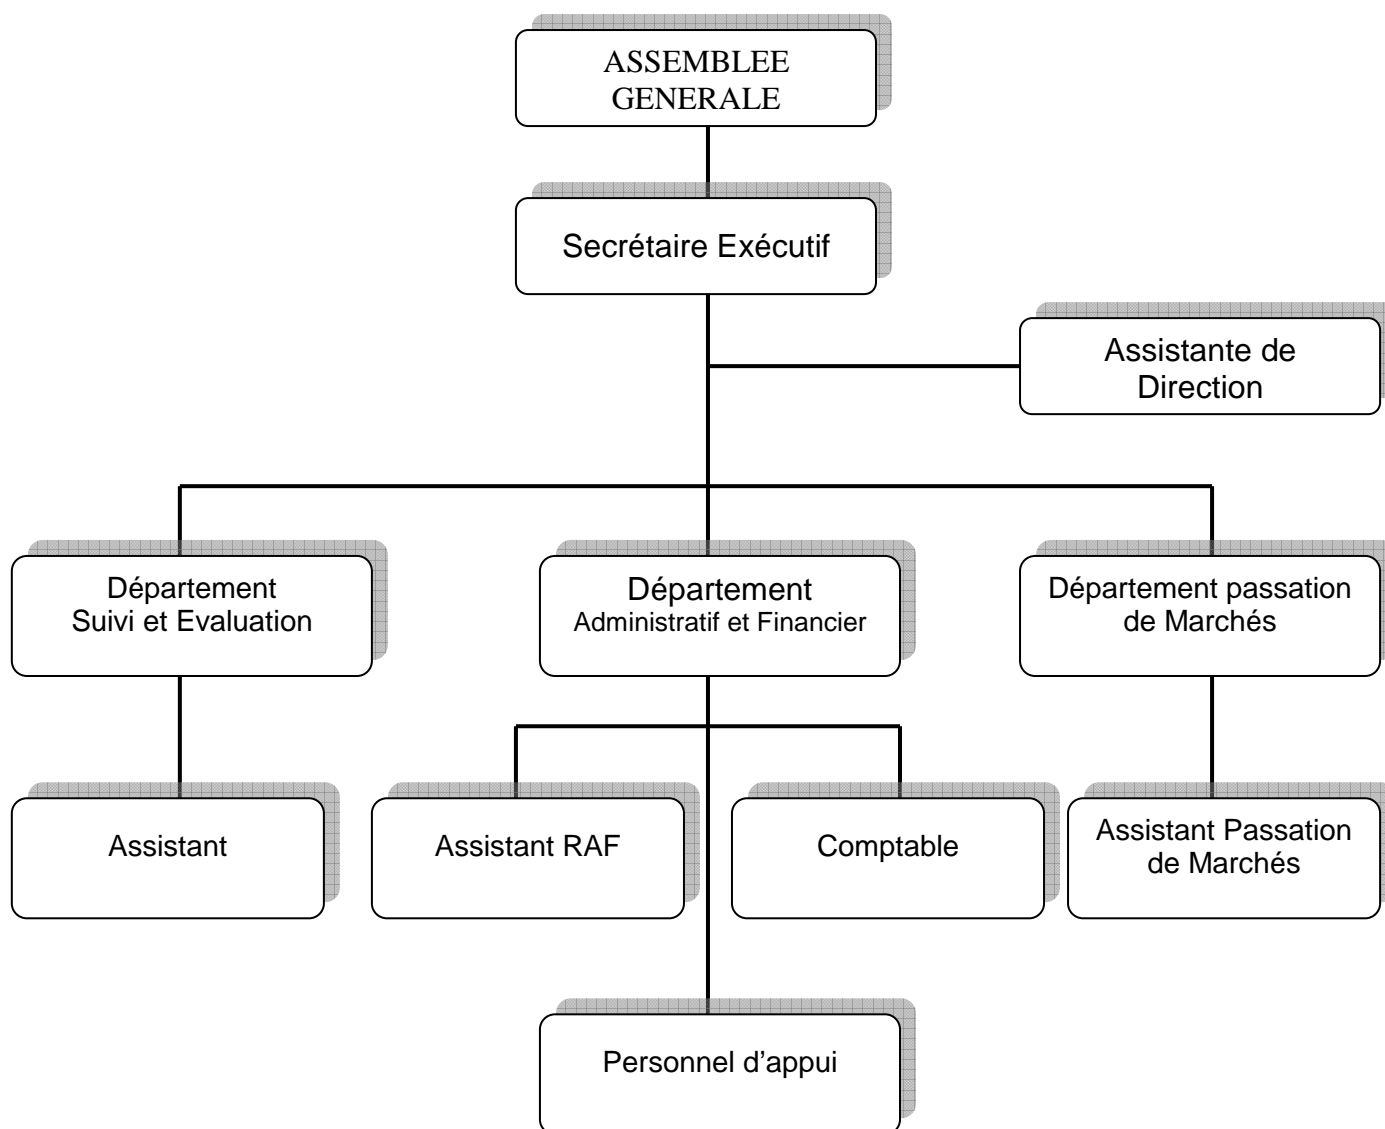 ASSEMBLEE
GENERALE
Secrétaire Exécutif
Assistante de
Direction
Département
Suivi et Evaluation
Département
Administratif et Financier
Département passation
de Marchés
Assistant
Assistant RAF
Comptable
Assistant Passation
de Marchés
Personnel d’appui